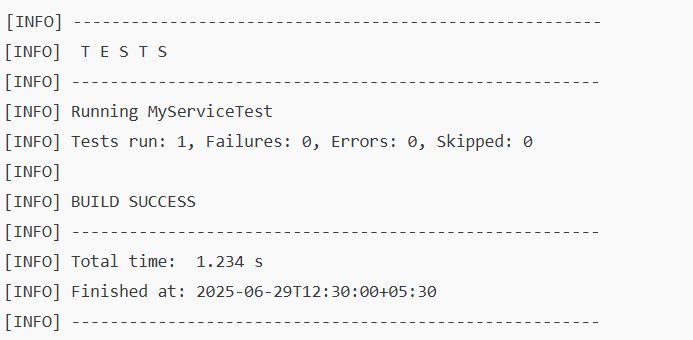 [INFO] -------------------------------------------------------
[INFO]  T E S T S
[INFO] -------------------------------------------------------
[INFO] Running MyServiceTest
[INFO] Tests run: 1, Failures: 0, Errors: 0, Skipped: 0
[INFO]
[INFO] BUILD SUCCESS
[INFO] -------------------------------------------------------
[INFO] Total time:  1.234 s
[INFO] Finished at: 2025-06-29T12:30:00+05:30
[INFO] -------------------------------------------------------